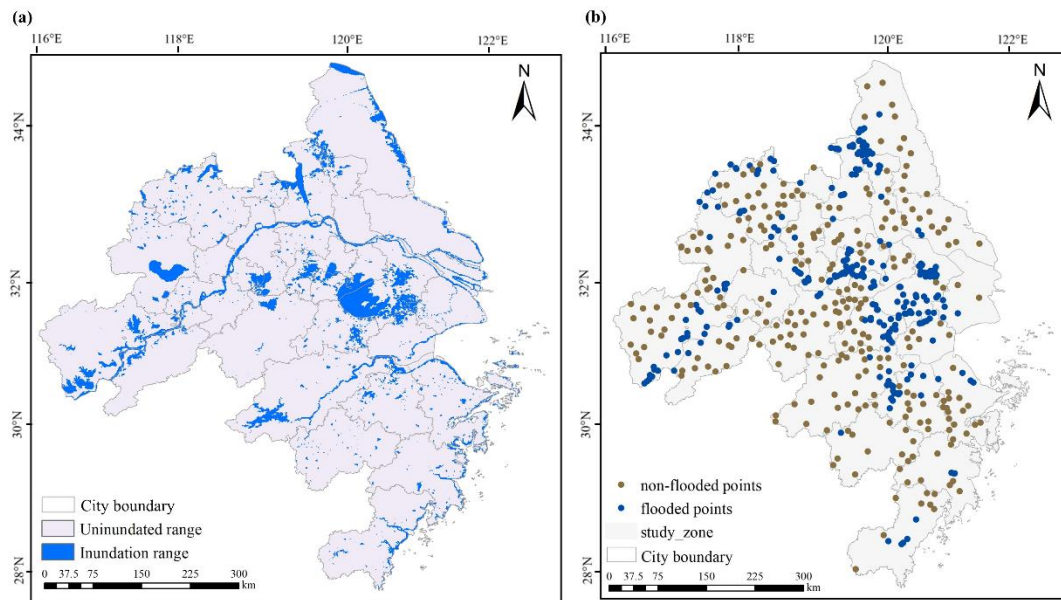 (a)
116°E 118°E 120°E 122°E
N
34°N
32°N
30°N
28°N
City boundary
Uninundated range
Inundation range
0 37.5 75 150 225 300
km
(b)
116°E 118°E 120°E 122°E
N
34°N
32°N
30°N
28°N
non-flooded points
flooded points
study_zone
City boundary
0 37.5 75 150 225 300
km